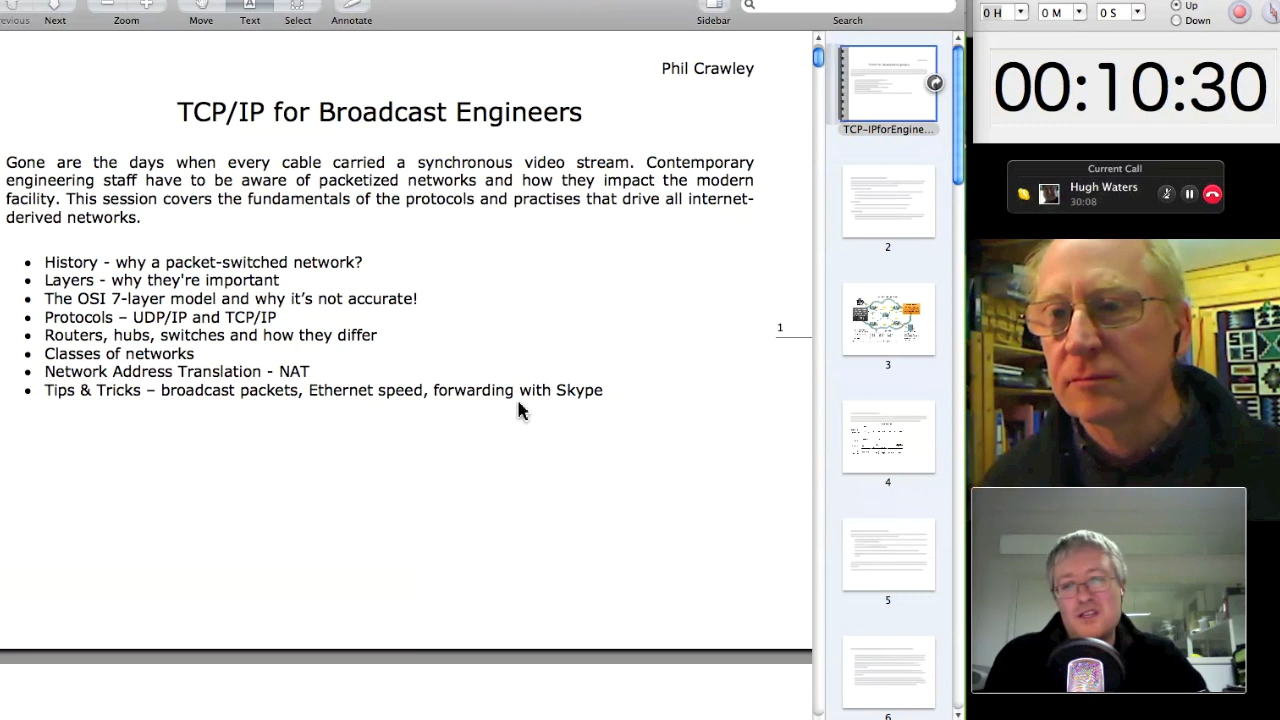 revious
Next
Zoom
Move
Text
Select
Annotate
Sidebar
Search
0 H
0 M
0 S
Up
Down
00:10:30
Phil Crawley
TCP/IP for Broadcast Engineers
Gone are the days when every cable carried a synchronous video stream. Contemporary
engineering staff have to be aware of packetized networks and how they impact the modern
facility. This session covers the fundamentals of the protocols and practises that drive all internet-
derived networks.
• History - why a packet-switched network?
• Layers - why they're important
• The OSI 7-layer model and why it’s not accurate!
• Protocols – UDP/IP and TCP/IP
• Routers, hubs, switches and how they differ
• Classes of networks
• Network Address Translation - NAT
• Tips & Tricks – broadcast packets, Ethernet speed, forwarding with Skype
1
TCP-IPforEngine...
2
3
4
5
6
Current Call
Hugh Waters
30:08